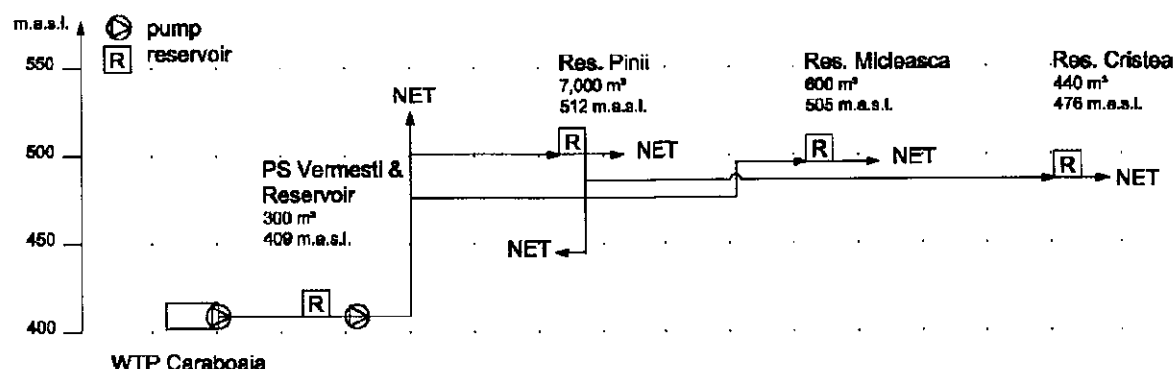 m.a.s.l.
pump
R reservoir
550
500
450
400
NET
PS Vermesti &
Reservoir
300 m³
409 m.a.s.l.
R
WTP Caraboaia
Res. Pinii
7,000 m³
512 m.a.s.l.
R
NET
NET
Res. Micleasca
600 m³
505 m.a.s.l.
R
NET
Res. Cristea
440 m³
476 m.a.s.l.
R
NET